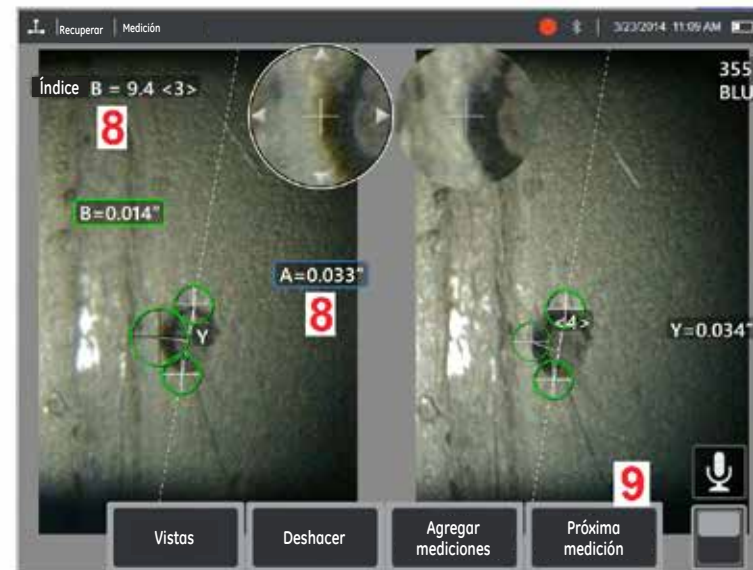 Recuperar | Medición
3/23/2014 11:09 AM
Índice B = 9.4 <3>
8
355
BLU
B=0.014"
A=0.033"
8
Y
<4>
Y=0.034"
9
Vistas
Deshacer
Agregar
mediciones
Próxima
medición